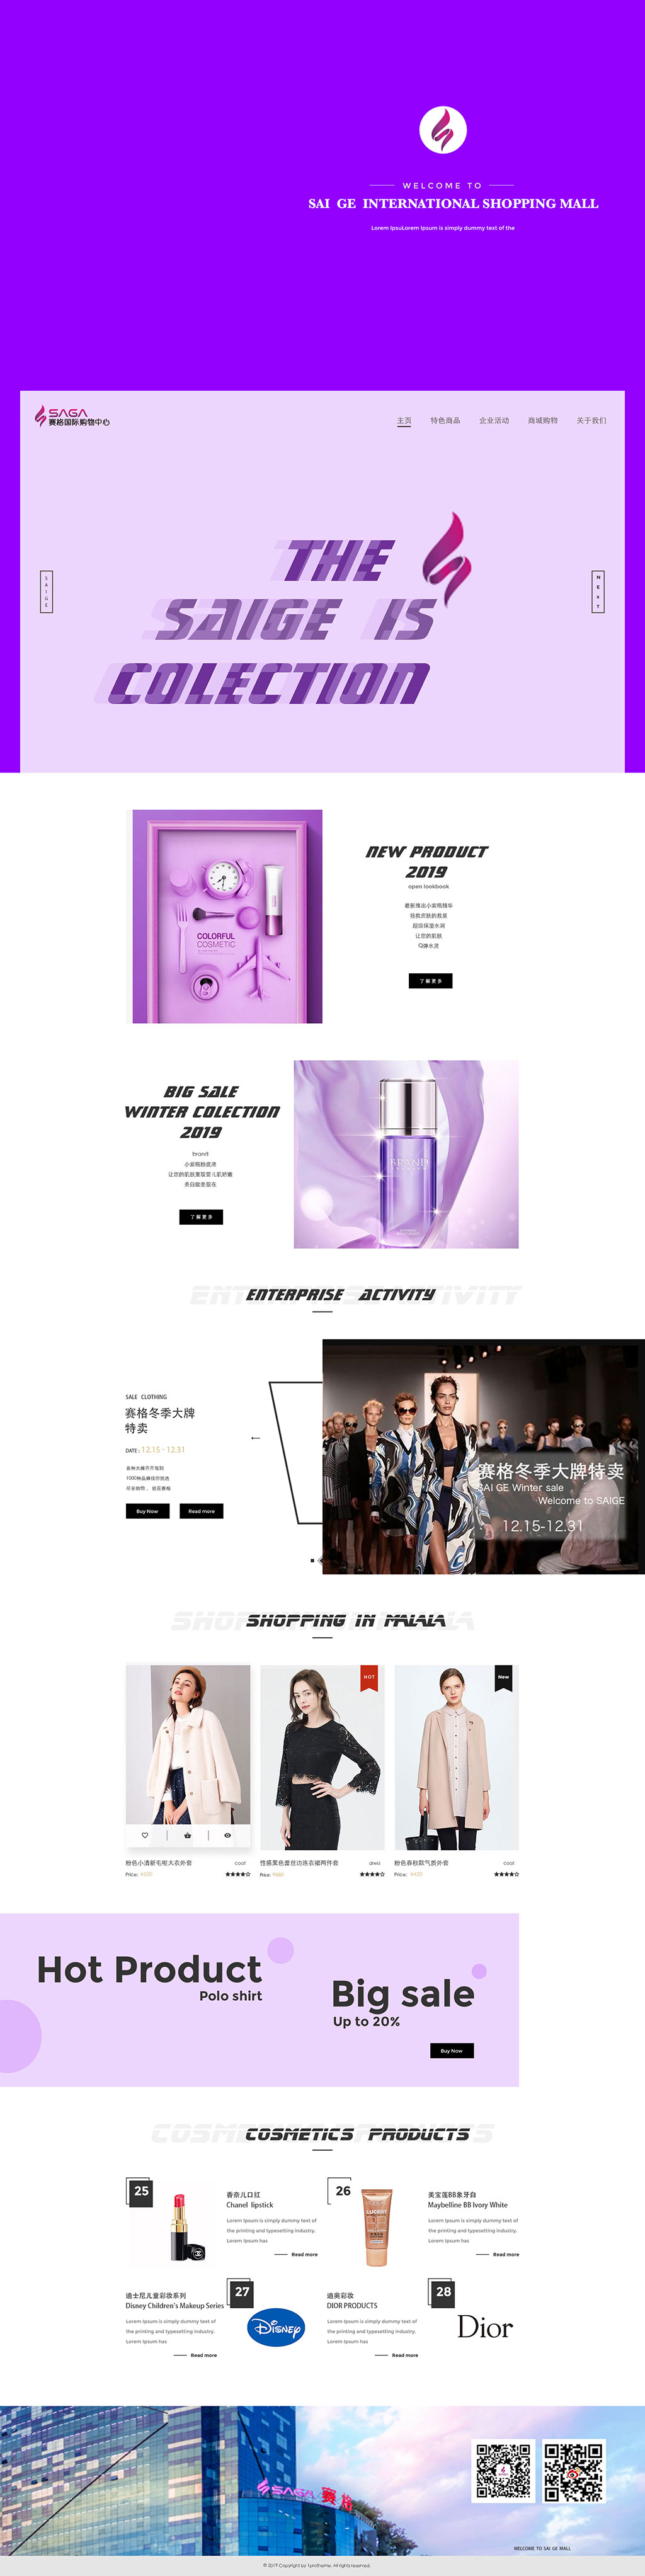 WELCOME TO
SAI GE INTERNATIONAL SHOPPING MALL
Lorem IpsuLorem Ipsum is simply dummy text of the
SAGA
赛格国际购物中心
主页 特色商品 企业活动 商城购物 关于我们
SAIGE
NExT
THE
SAIGE IS
COLECTION
COLORFUL
COSMETIC
NEW PRODUCT
2019
open lookbook
最新推出小紫瓶精华
拯救皮肤的救星
超级保湿水润
让您的肌肤
Q弹水灵
了解更多
BIG SALE
WINTER COLECTION
2019
brand
小紫瓶粉底液
让您的肌肤重现婴儿肌娇嫩
美白就是现在
了解更多
BRAND
ENTERPRISE ACTIVITY
SALE CLOTHING
赛格冬季大牌
特卖
DATE: 12.15 - 12.31
各种大牌齐齐驾到
1000种品牌任你挑选
尽享购物，就在赛格
Buy Now
Read more
赛格冬季大牌特卖
SAI GE Winter sale
Welcome to SAIGE
12.15-12.31
SHOPPING IN MALALA
HOT
New
粉色小清新毛呢大衣外套 coat
Price: ¥500
性感黑色蕾丝边连衣裙两件套
Price: ¥660
粉色春秋款气质外套 coat
Price: ¥420
Hot Product
Polo shirt
Big sale
Up to 20%
Buy Now
COSMETICS PRODUCTS
25
香奈儿口红
Chanel lipstick
Lorem Ipsum is simply dummy text of
the printing and typesetting industry.
Lorem Ipsum has
Read more
26
美宝莲BB象牙白
Maybelline BB Ivory White
Lorem Ipsum is simply dummy text of
the printing and typesetting industry.
Lorem Ipsum has
Read more
迪士尼儿童彩妆系列
Disney Children's Makeup Series
Lorem Ipsum is simply dummy text of
the printing and typesetting industry.
Lorem Ipsum has
Read more
27
Disney
迪奥彩妆
DIOR PRODUCTS
Lorem Ipsum is simply dummy text of
the printing and typesetting industry.
Lorem Ipsum has
Read more
28
Dior
SAGA 赛格
WELCOME TO SAI GE MALL
© 2019 Copyright by 1protheme. All rights reserved.